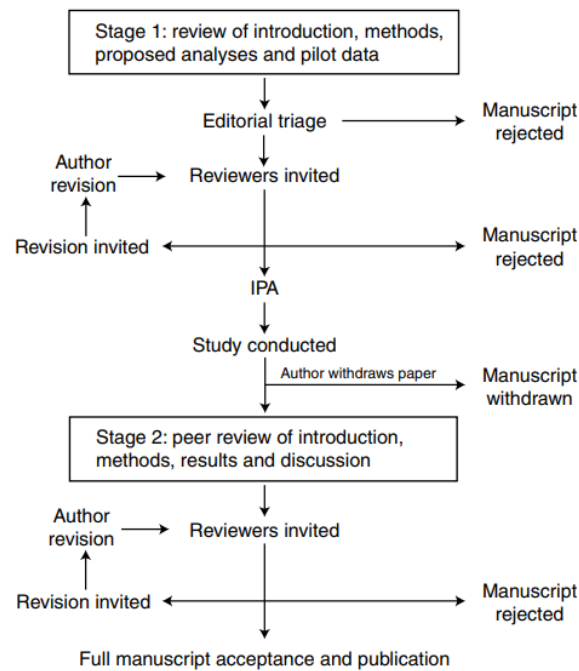 Stage 1: review of introduction, methods,
proposed analyses and pilot data
Editorial triage
Manuscript
rejected
Author
revision
Reviewers invited
Revision invited
Manuscript
rejected
IPA
Study conducted
Author withdraws paper
Manuscript
withdrawn
Stage 2: peer review of introduction,
methods, results and discussion
Author
revision
Reviewers invited
Revision invited
Manuscript
rejected
Full manuscript acceptance and publication